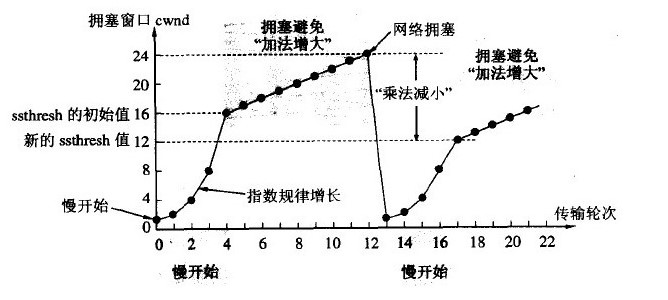 拥塞窗口 cwnd
拥塞避免
“加法增大”
网络拥塞
拥塞避免
“加法增大”
24
20
ssthresh 的初始值
16
“乘法减小”
新的 ssthresh 值
12
8
指数规律增长
4
慢开始
0
0 2 4 6 8 10 12 14 16 18 20 22
传输轮次
慢开始
慢开始